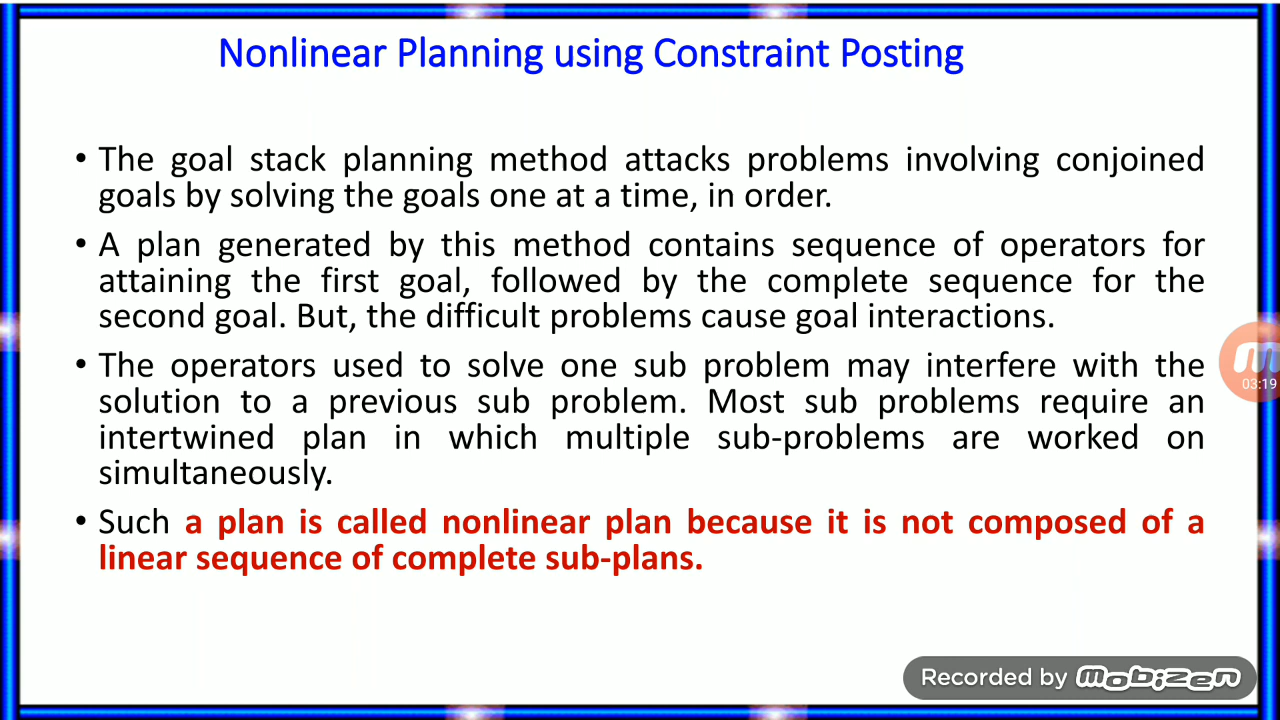 Nonlinear Planning using Constraint Posting
• The goal stack planning method attacks problems involving conjoined
goals by solving the goals one at a time, in order.
• A plan generated by this method contains sequence of operators for
attaining the first goal, followed by the complete sequence for the
second goal. But, the difficult problems cause goal interactions.
• The operators used to solve one sub problem may interfere with the
solution to a previous sub problem. Most sub problems require an
intertwined plan in which multiple sub-problems are worked on
simultaneously.
• Such a plan is called nonlinear plan because it is not composed of a
linear sequence of complete sub-plans.
03:19
Recorded by mobizen